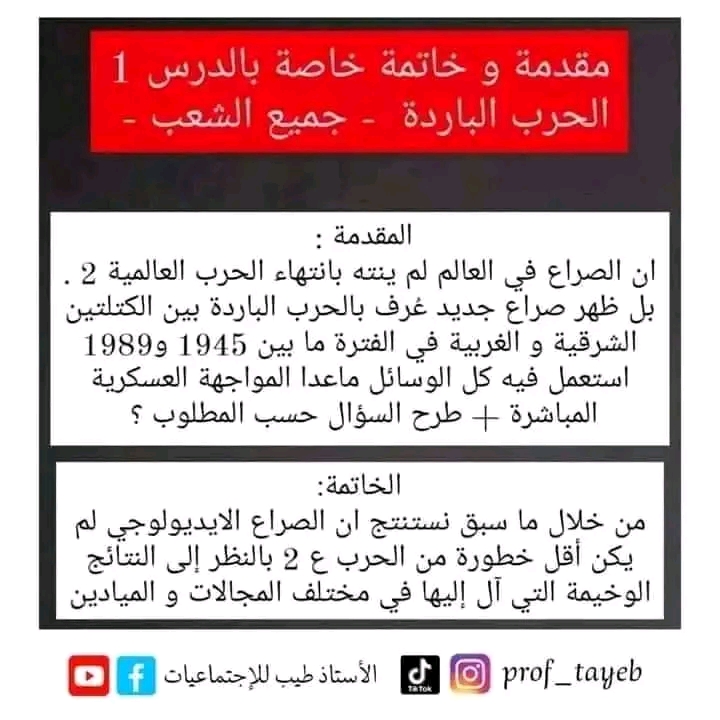 مقدمة و خاتمة خاصة بالدرس 1
الحرب الباردة - جميع الشعب -
المقدمة :
ان الصراع في العالم لم ينته بانتهاء الحرب العالمية 2 .
بل ظهر صراع جديد عُرف بالحرب الباردة بين الكتلتين
الشرقية و الغربية في الفترة ما بين 1945 و1989
استعمل فيه كل الوسائل ماعدا المواجهة العسكرية
المباشرة + طرح السؤال حسب المطلوب ؟
الخاتمة:
من خلال ما سبق نستنتج ان الصراع الايديولوجي لم
يكن أقل خطورة من الحرب ع 2 بالنظر إلى النتائج
الوخيمة التي آل إليها في مختلف المجالات و الميادين
الأستاذ طيب للإجتماعيات
TikTok
prof_tayeb